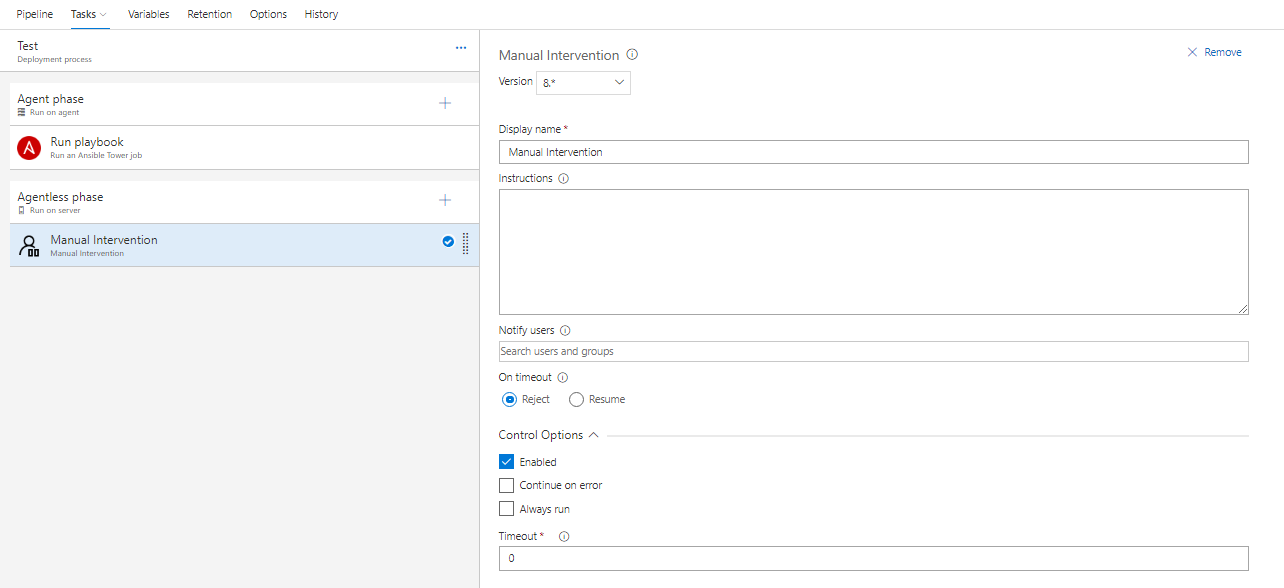 Pipeline Tasks Variables Retention Options History
Test
Deployment process
...
Agent phase
Run on agent
Run playbook
Run an Ansible Tower job
Agentless phase
Run on server
Manual Intervention
Manual Intervention
Manual Intervention
Remove
Version 8.*
Display name *
Manual Intervention
Instructions
Notify users
Search users and groups
On timeout
Reject Resume
Control Options
Enabled
Continue on error
Always run
Timeout *
0